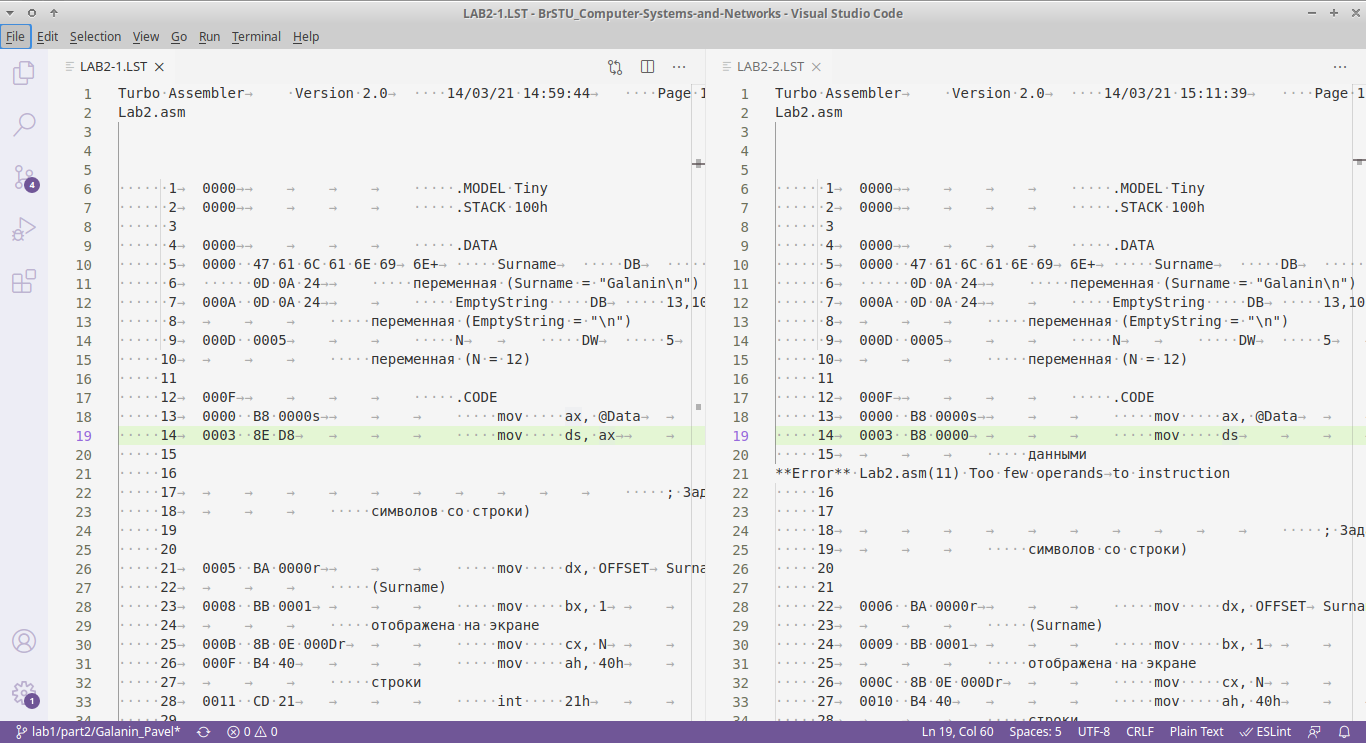 LAB2-1.LST - BrSTU_Computer-Systems-and-Networks - Visual Studio Code
File Edit Selection View Go Run Terminal Help
LAB2-1.LST
1 Turbo Assembler Version 2.0 14/03/21 14:59:44 Page 1
2 Lab2.asm
3
4
5
6 1 0000 .MODEL Tiny
7 2 0000 .STACK 100h
8 3
9 4 0000 .DATA
10 5 0000 47 61 6C 61 6E 69 6E+ Surname DB
11 6 0D 0A 24 переменная (Surname = "Galanin\n")
12 7 000A 0D 0A 24 EmptyString DB 13,10
13 8 переменная (EmptyString = "\n")
14 9 000D 0005 N DW 5
15 10 переменная (N = 12)
16 11
17 12 000F .CODE
18 13 0000 B8 0000s mov ax, @Data
19 14 0003 8E D8 mov ds, ax
20 15
21 16
22 17 ; Зад
23 18 символов со строки)
24 19
25 20
26 21 0005 BA 0000r mov dx, OFFSET Surna
27 22 (Surname)
28 23 0008 BB 0001 mov bx, 1
29 24 отображена на экране
30 25 000B 8B 0E 000Dr mov cx, N
31 26 000F B4 40 mov ah, 40h
32 27 строки
33 28 0011 CD 21 int 21h
34 29
LAB2-2.LST
1 Turbo Assembler Version 2.0 14/03/21 15:11:39 Page 1
2 Lab2.asm
3
4
5
6 1 0000 .MODEL Tiny
7 2 0000 .STACK 100h
8 3
9 4 0000 .DATA
10 5 0000 47 61 6C 61 6E 69 6E+ Surname DB
11 6 0D 0A 24 переменная (Surname = "Galanin\n")
12 7 000A 0D 0A 24 EmptyString DB 13,10
13 8 переменная (EmptyString = "\n")
14 9 000D 0005 N DW 5
15 10 переменная (N = 12)
16 11
17 12 000F .CODE
18 13 0000 B8 0000s mov ax, @Data
19 14 0003 B8 0000 mov ds
20 15 данными
21 **Error** Lab2.asm(11) Too few operands to instruction
22 16
23 17
24 18 ; Зад
25 19 символов со строки)
26 20
27 21
28 22 0006 BA 0000r mov dx, OFFSET Surna
29 23 (Surname)
30 24 0009 BB 0001 mov bx, 1
31 25 отображена на экране
32 26 000C 8B 0E 000Dr mov cx, N
33 27 0010 B4 40 mov ah, 40h
34 28 строки
4
1
lab1/part2/Galanin_Pavel* 0 0 Ln 19, Col 60 Spaces: 5 UTF-8 CRLF Plain Text ESLint